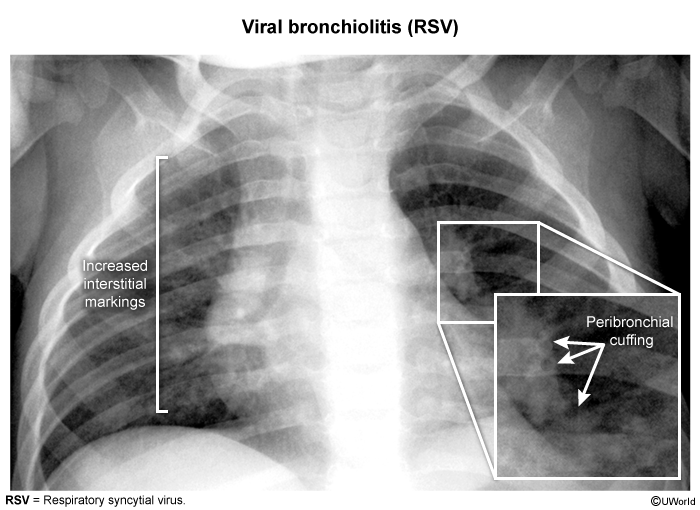 Viral bronchiolitis (RSV)
Increased
interstitial
markings
Peribronchial
cuffing
RSV = Respiratory syncytial virus.
©UWorld